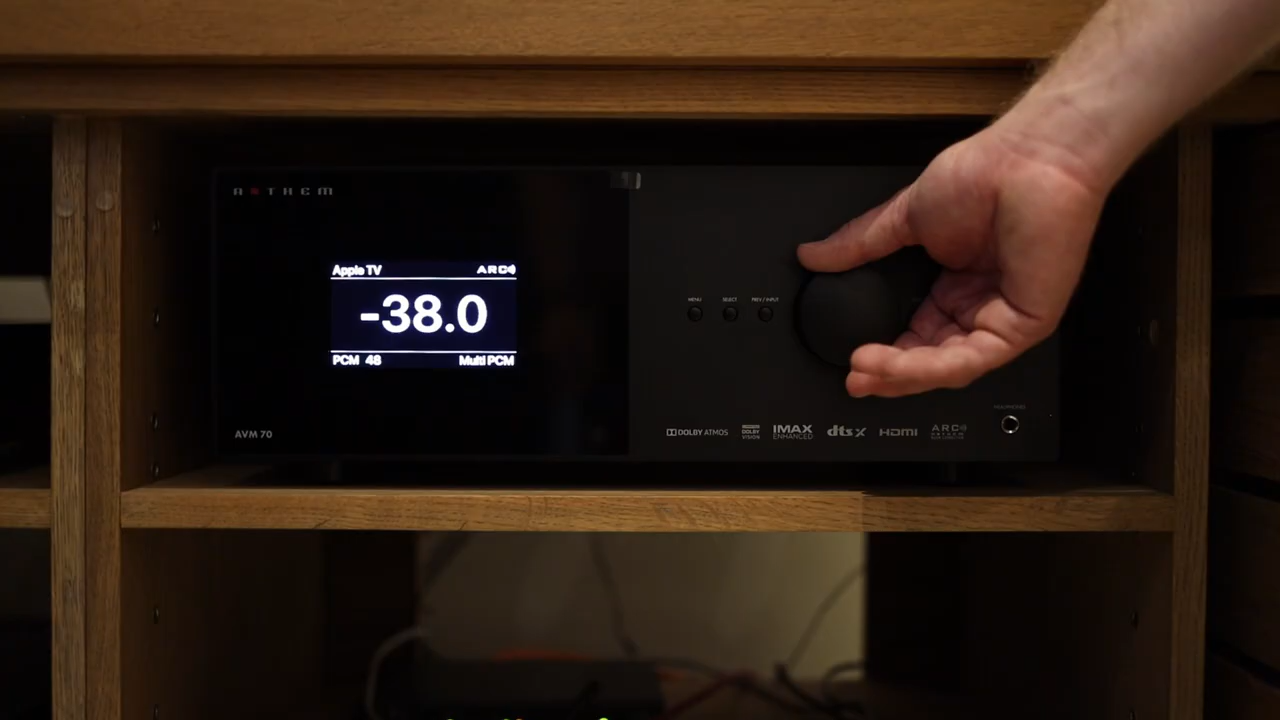 ANTHEM
Apple TV ARC
-38.0
PCM 48 Multi PCM
MENU SELECT PREV / INPUT
AVM 70
DOLBY ATMOS
DOLBY VISION
IMAX ENHANCED
dts X
HDMI
ARC
HEADPHONES